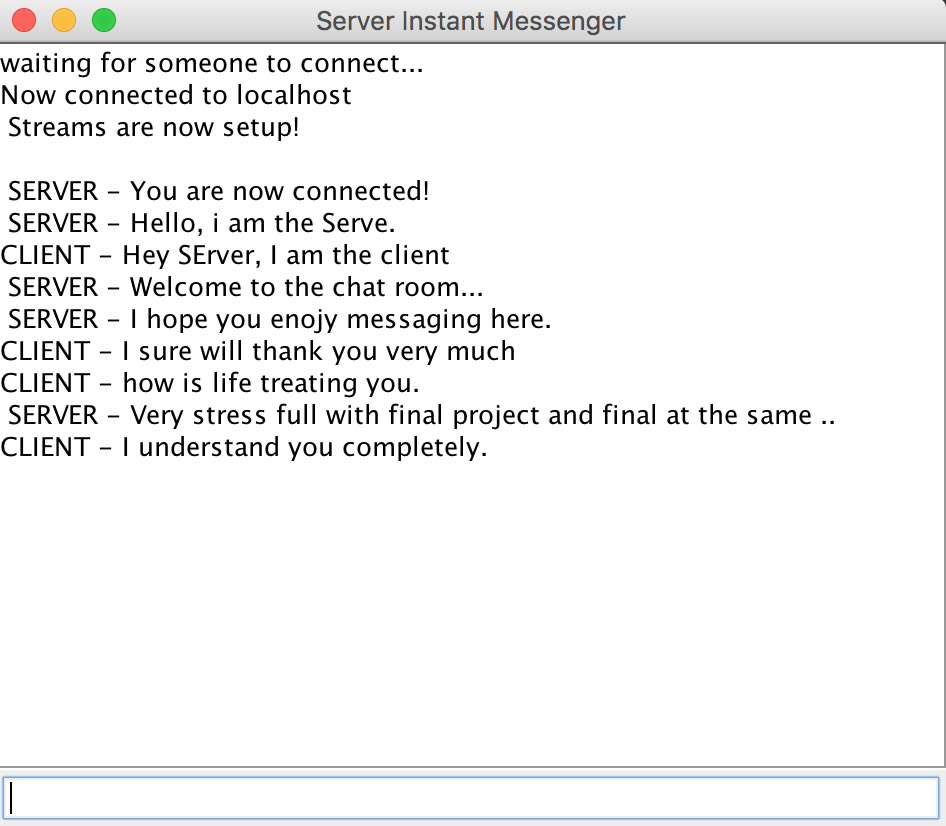 Server Instant Messenger
waiting for someone to connect...
Now connected to localhost
Streams are now setup!
SERVER - You are now connected!
SERVER - Hello, i am the Serve.
CLIENT - Hey SErver, I am the client
SERVER - Welcome to the chat room...
SERVER - I hope you enojy messaging here.
CLIENT - I sure will thank you very much
CLIENT - how is life treating you.
SERVER - Very stress full with final project and final at the same ..
CLIENT - I understand you completely.